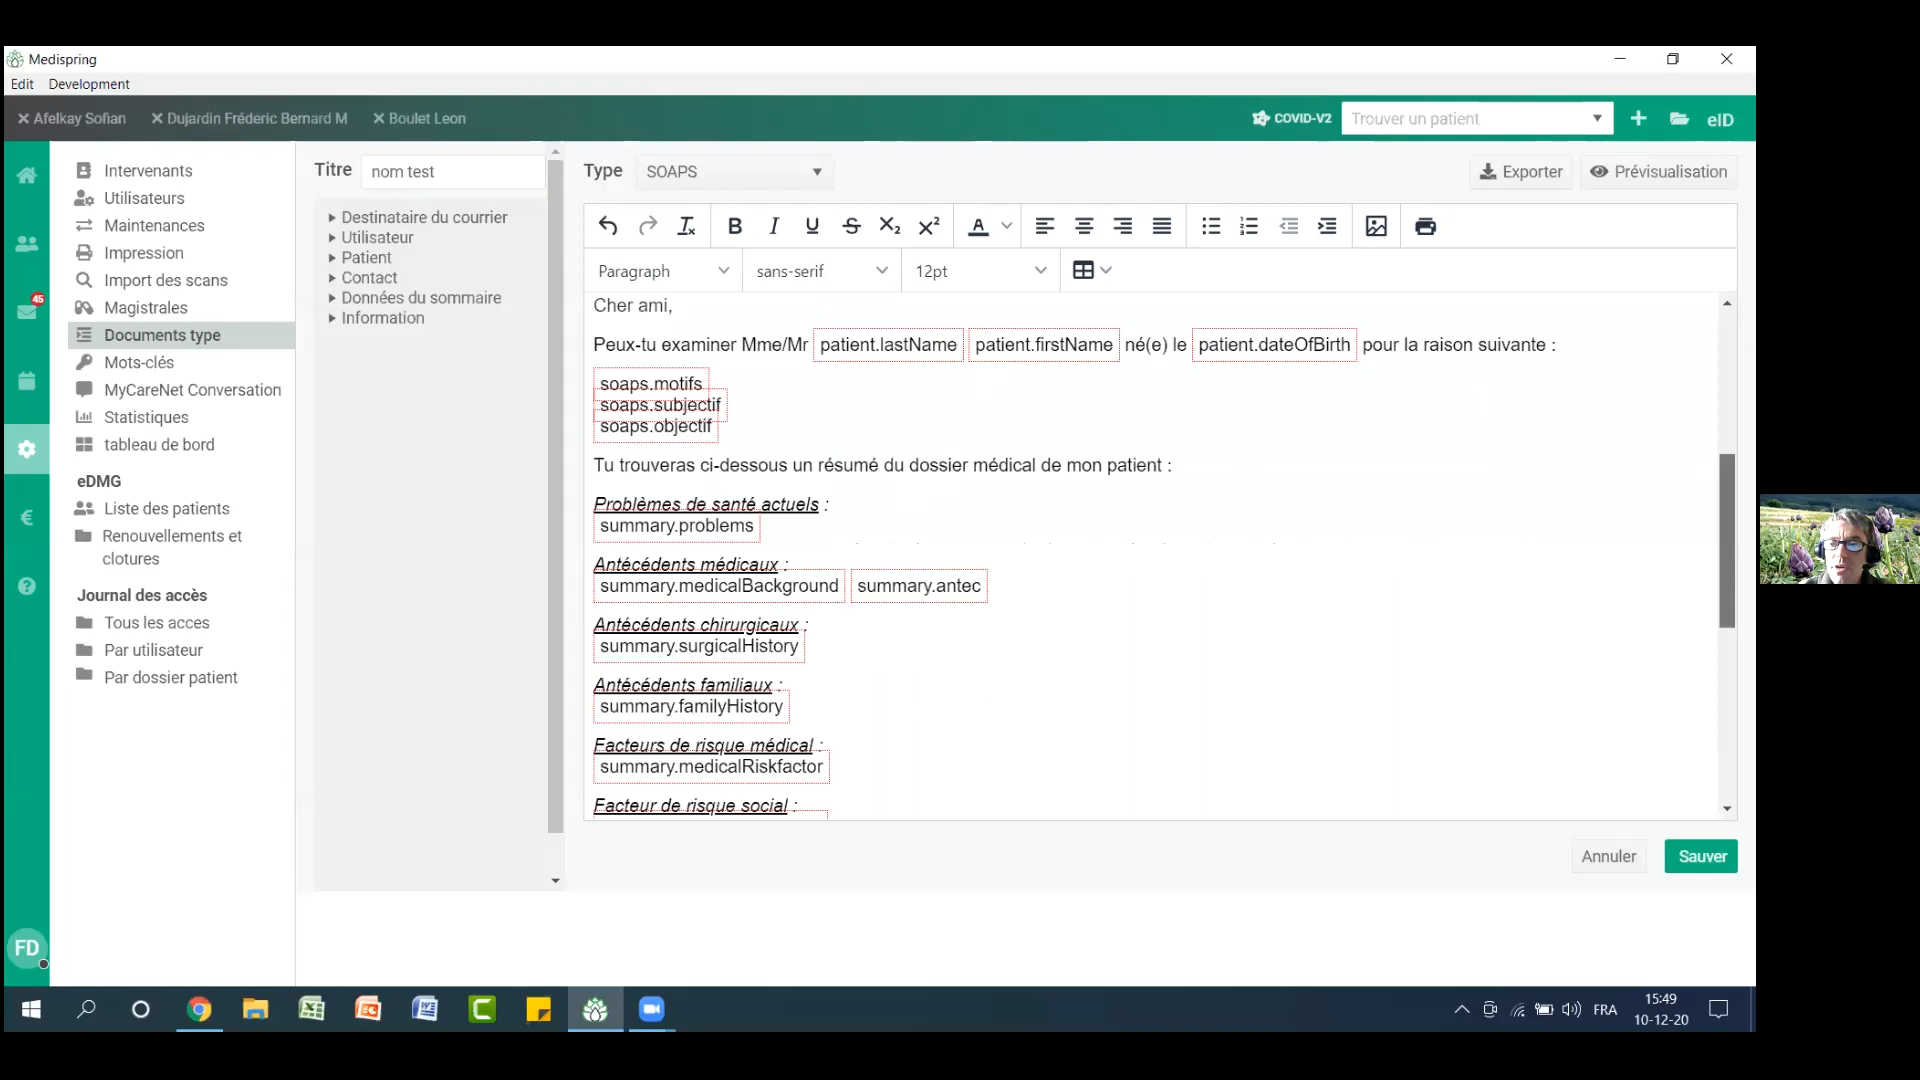 Medispring
Edit Development
Afelkay Sofian Dujardin Fréderic Bernard M Boulet Leon COVID-V2 Trouver un patient eID
Intervenants
Utilisateurs
Maintenances
Impression
Import des scans
Magistrales
Documents type
Mots-clés
MyCareNet Conversation
Statistiques
tableau de bord
eDMG
Liste des patients
Renouvellements et
clotures
Journal des accès
Tous les acces
Par utilisateur
Par dossier patient
45
€
FD
Titre nom test
Destinataire du courrier
Utilisateur
Patient
Contact
Données du sommaire
Information
Type SOAPS Exporter Prévisualisation
Paragraph sans-serif 12pt
Cher ami,
Peux-tu examiner Mme/Mr patient.lastName patient.firstName né(e) le patient.dateOfBirth pour la raison suivante :
soaps.motifs
soaps.subjectif
soaps.objectif
Tu trouveras ci-dessous un résumé du dossier médical de mon patient :
Problèmes de santé actuels :
summary.problems
Antécédents médicaux :
summary.medicalBackground summary.antec
Antécédents chirurgicaux :
summary.surgicalHistory
Antécédents familiaux :
summary.familyHistory
Facteurs de risque médical :
summary.medicalRiskfactor
Facteur de risque social :
Annuler Sauver
FRA
15:49
10-12-20